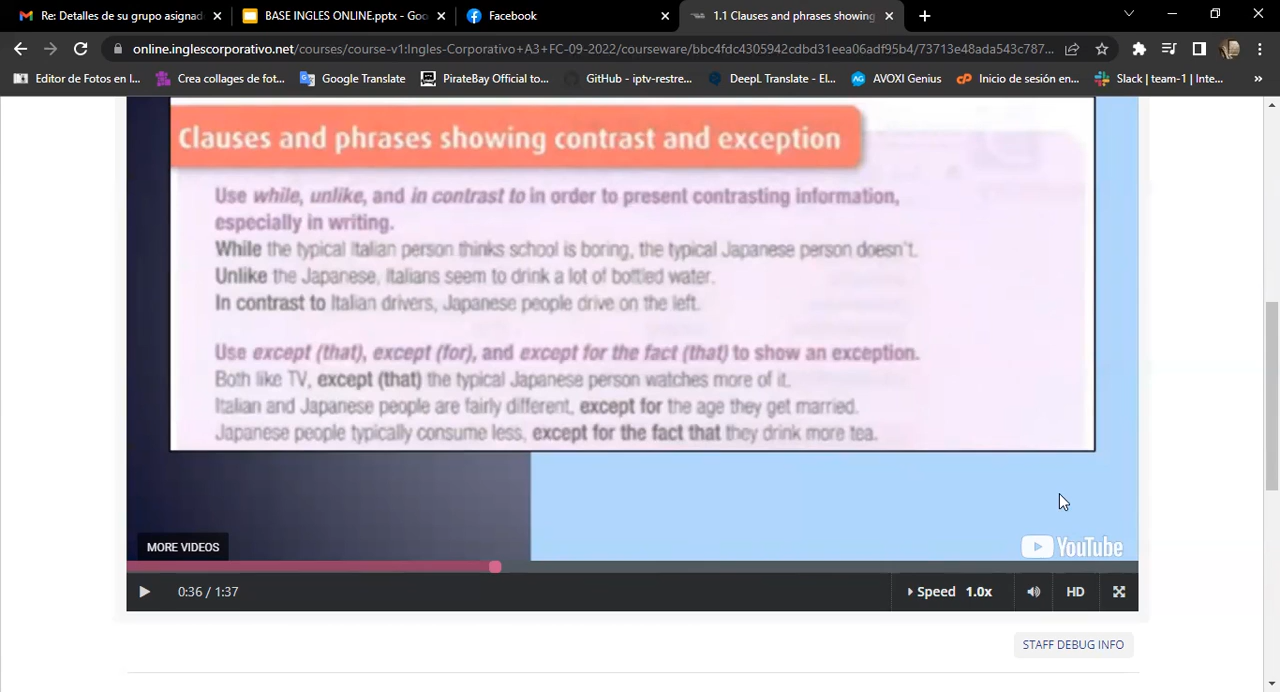 Re: Detalles de su grupo asignad
BASE INGLES ONLINE.pptx - Goo
Facebook
1.1 Clauses and phrases showing
online.inglescorporativo.net/courses/course-v1:Ingles-Corporativo+A3+FC-09-2022/courseware/bbc4fdc4305942cdbd31eea06adf95b4/73713e48ada543c787...
Editor de Fotos en l...
Crea collages de fot...
Google Translate
PirateBay Official to...
GitHub - iptv-restre...
DeepL Translate - El...
AVOXI Genius
Inicio de sesión en...
Slack | team-1 | Inte...
»
Clauses and phrases showing contrast and exception
Use while, unlike, and in contrast to in order to present contrasting information,
especially in writing.
While the typical Italian person thinks school is boring, the typical Japanese person doesn't.
Unlike the Japanese, Italians seem to drink a lot of bottled water.
In contrast to Italian drivers, Japanese people drive on the left.
Use except (that), except (for), and except for the fact (that) to show an exception.
Both like TV, except (that) the typical Japanese person watches more of it.
Italian and Japanese people are fairly different, except for the age they get married.
Japanese people typically consume less, except for the fact that they drink more tea.
MORE VIDEOS
YouTube
0:36 / 1:37
Speed 1.0x
HD
STAFF DEBUG INFO